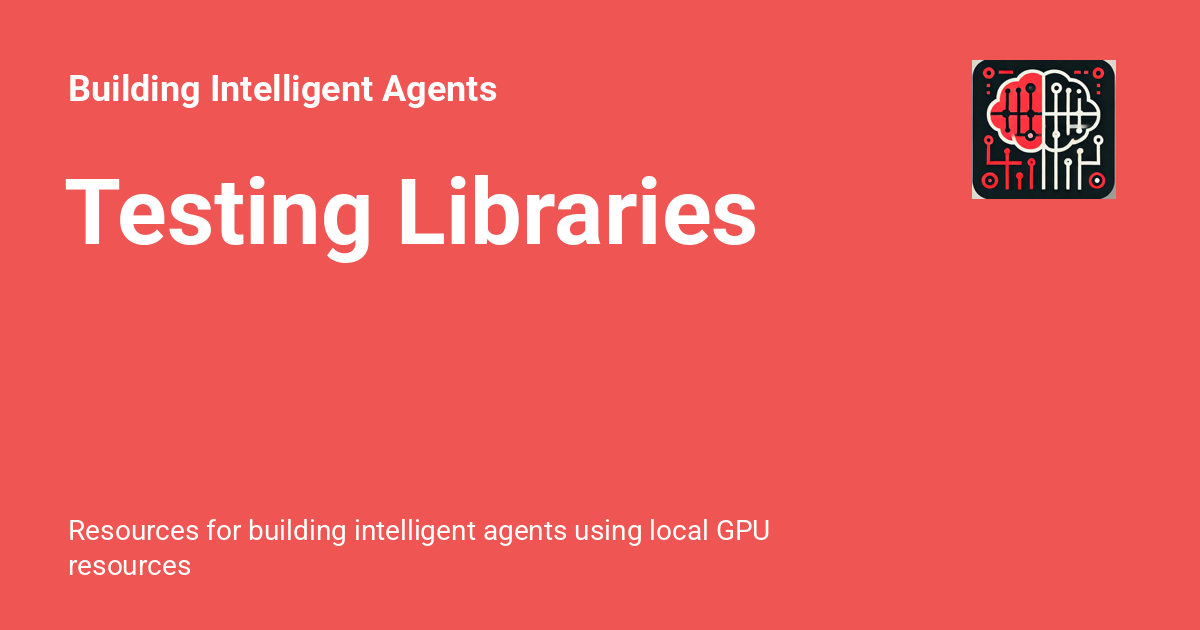 Building Intelligent Agents
Testing Libraries
Resources for building intelligent agents using local GPU
resources